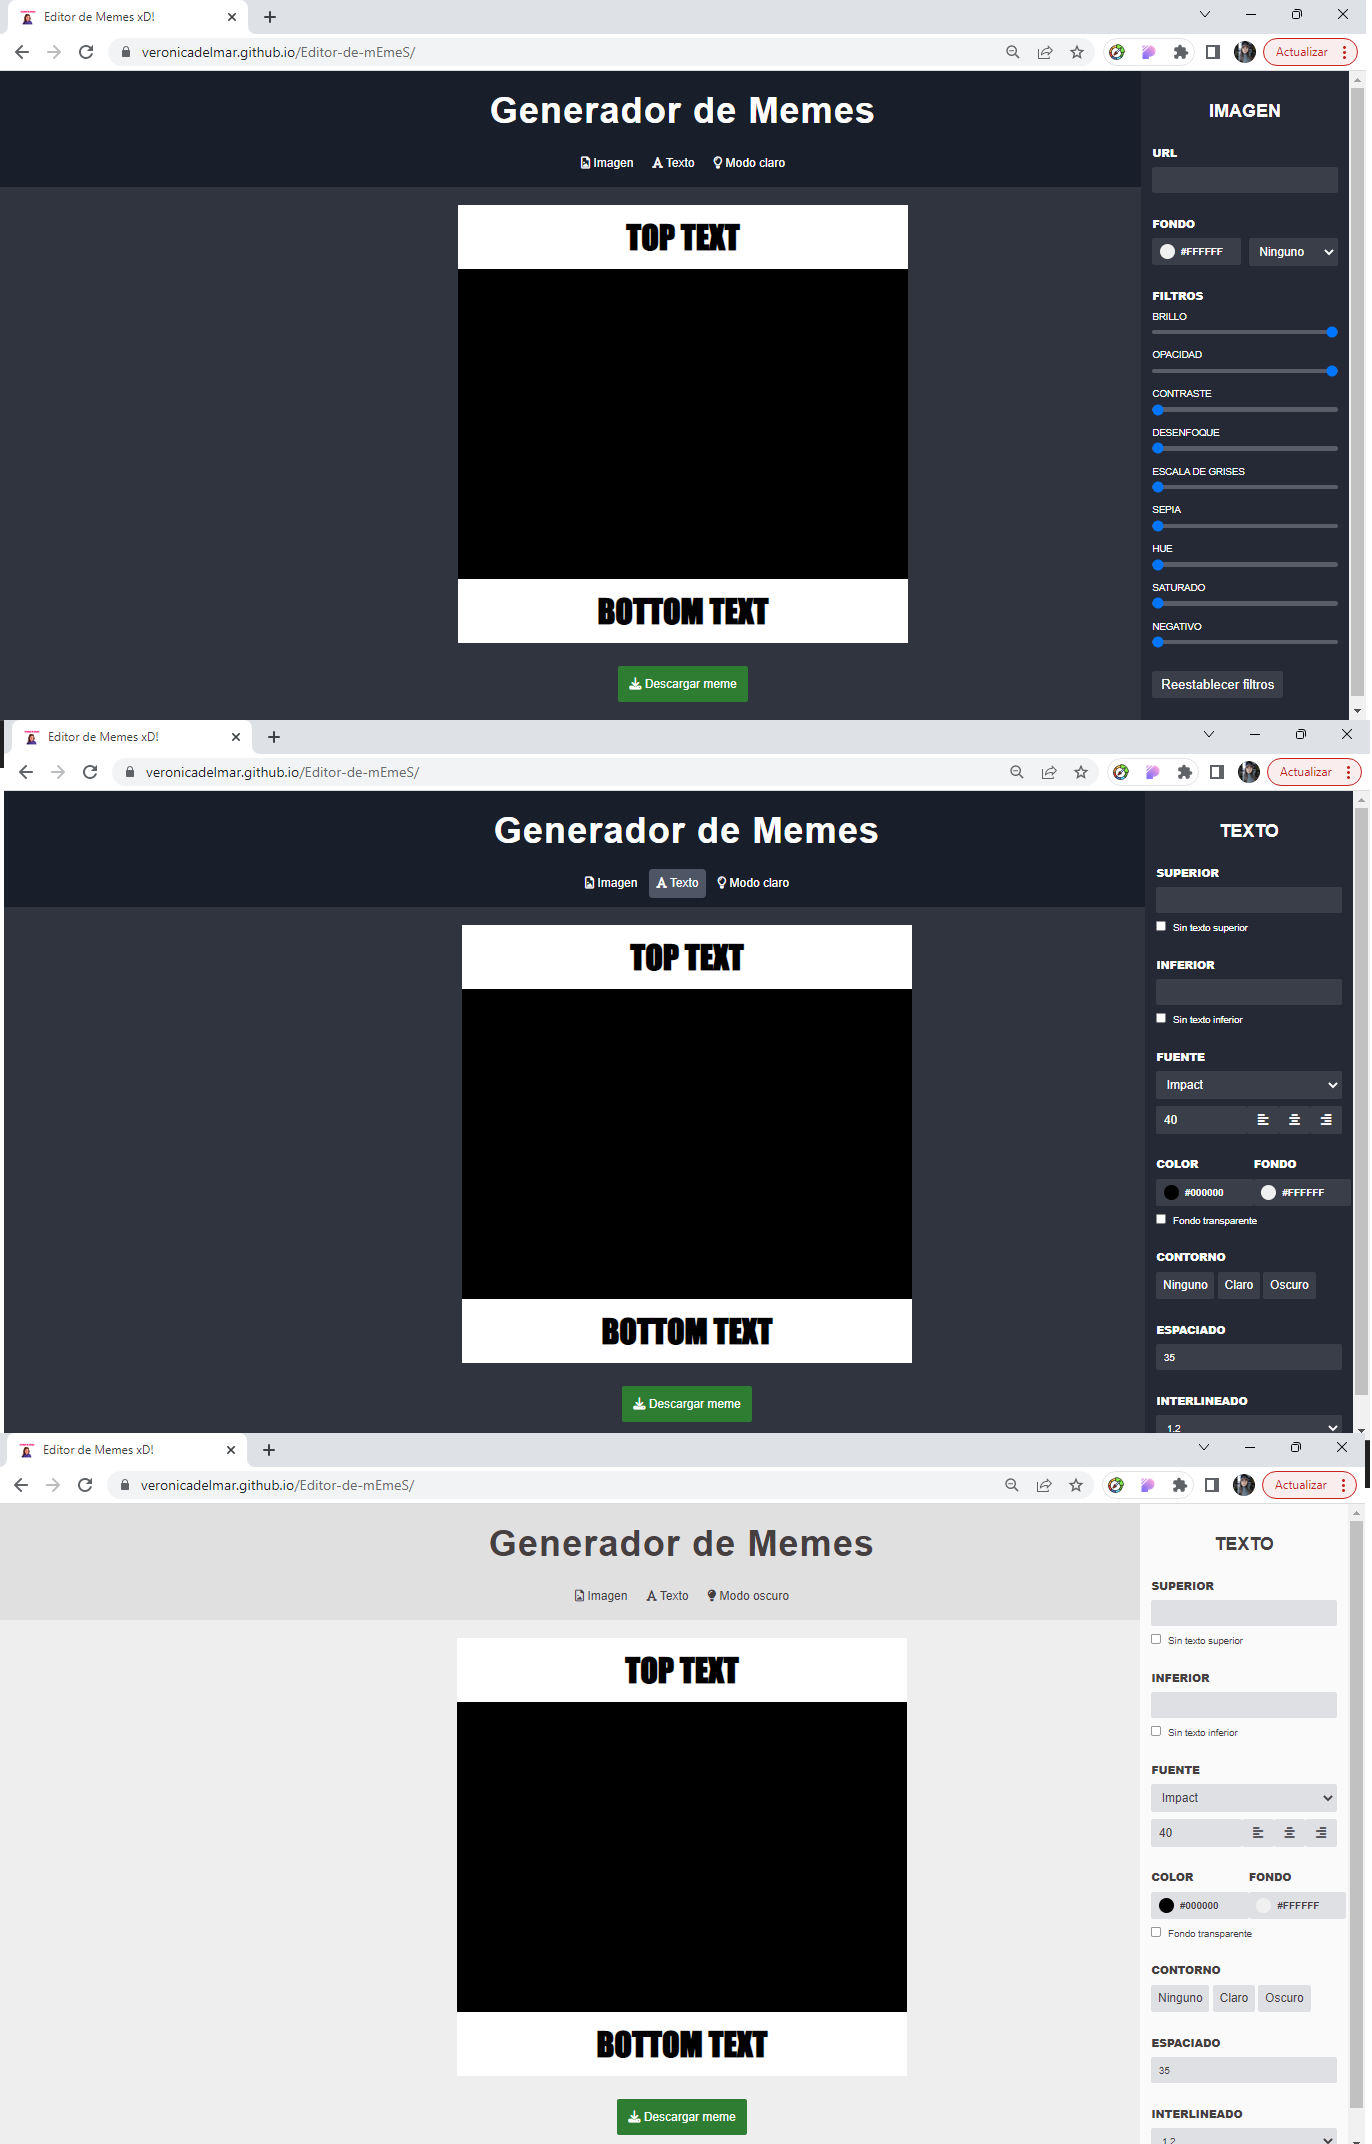 Editor de Memes xD!
veronicadelmar.github.io/Editor-de-mEmeS/
Actualizar
Generador de Memes
Imagen Texto Modo claro
TOP TEXT
BOTTOM TEXT
Descargar meme
IMAGEN
URL
FONDO
#FFFFFF Ninguno
FILTROS
BRILLO
OPACIDAD
CONTRASTE
DESENFOQUE
ESCALA DE GRISES
SEPIA
HUE
SATURADO
NEGATIVO
Reestablecer filtros
Editor de Memes xD!
veronicadelmar.github.io/Editor-de-mEmeS/
Actualizar
Generador de Memes
Imagen Texto Modo claro
TOP TEXT
BOTTOM TEXT
Descargar meme
TEXTO
SUPERIOR
Sin texto superior
INFERIOR
Sin texto inferior
FUENTE
Impact
40
COLOR FONDO
#000000 #FFFFFF
Fondo transparente
CONTORNO
Ninguno Claro Oscuro
ESPACIADO
35
INTERLINEADO
1.2
Editor de Memes xD!
veronicadelmar.github.io/Editor-de-mEmeS/
Actualizar
Generador de Memes
Imagen Texto Modo oscuro
TOP TEXT
BOTTOM TEXT
Descargar meme
TEXTO
SUPERIOR
Sin texto superior
INFERIOR
Sin texto inferior
FUENTE
Impact
40
COLOR FONDO
#000000 #FFFFFF
Fondo transparente
CONTORNO
Ninguno Claro Oscuro
ESPACIADO
35
INTERLINEADO
1.2